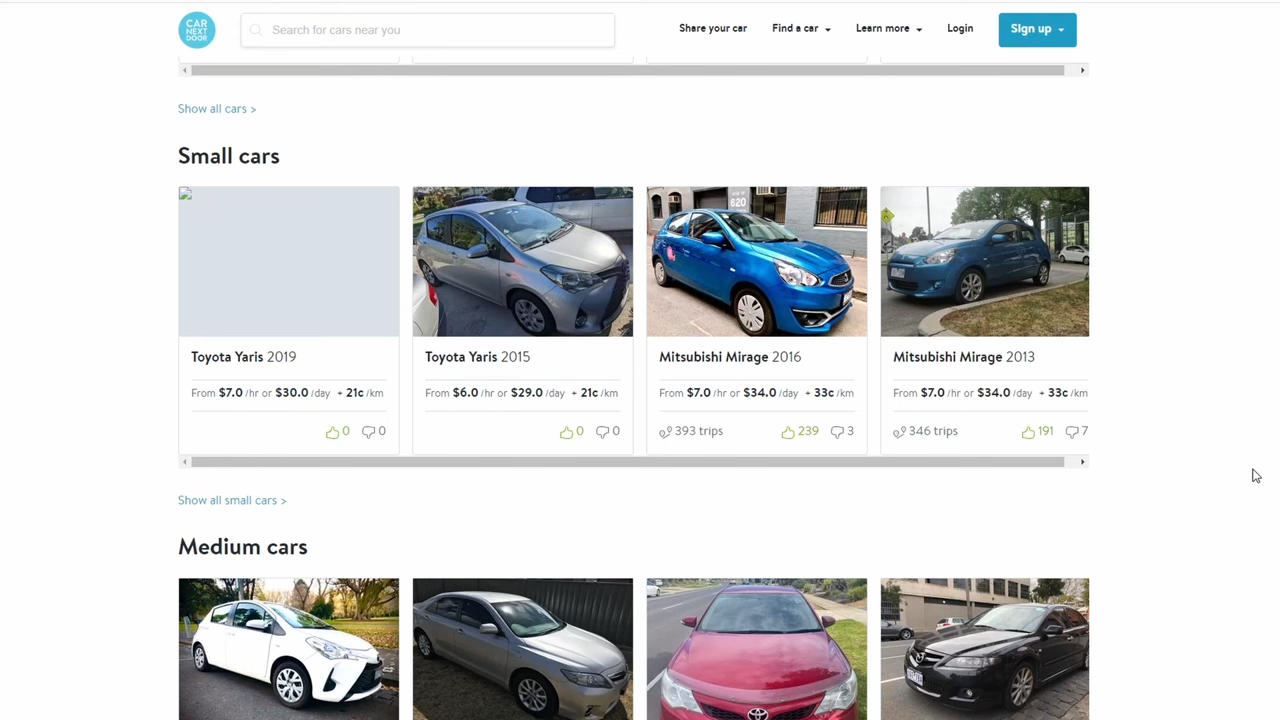 CAR
NEXT
DOOR
Search for cars near you
Share your car
Find a car
Learn more
Login
Sign up
Show all cars >
Small cars
620
Toyota Yaris 2019
From $7.0 /hr or $30.0 /day + 21c /km
0 0
Toyota Yaris 2015
From $6.0 /hr or $29.0 /day + 21c /km
0 0
Mitsubishi Mirage 2016
From $7.0 /hr or $34.0 /day + 33c /km
393 trips 239 3
Mitsubishi Mirage 2013
From $7.0 /hr or $34.0 /day + 33c /km
346 trips 191 7
Show all small cars >
Medium cars